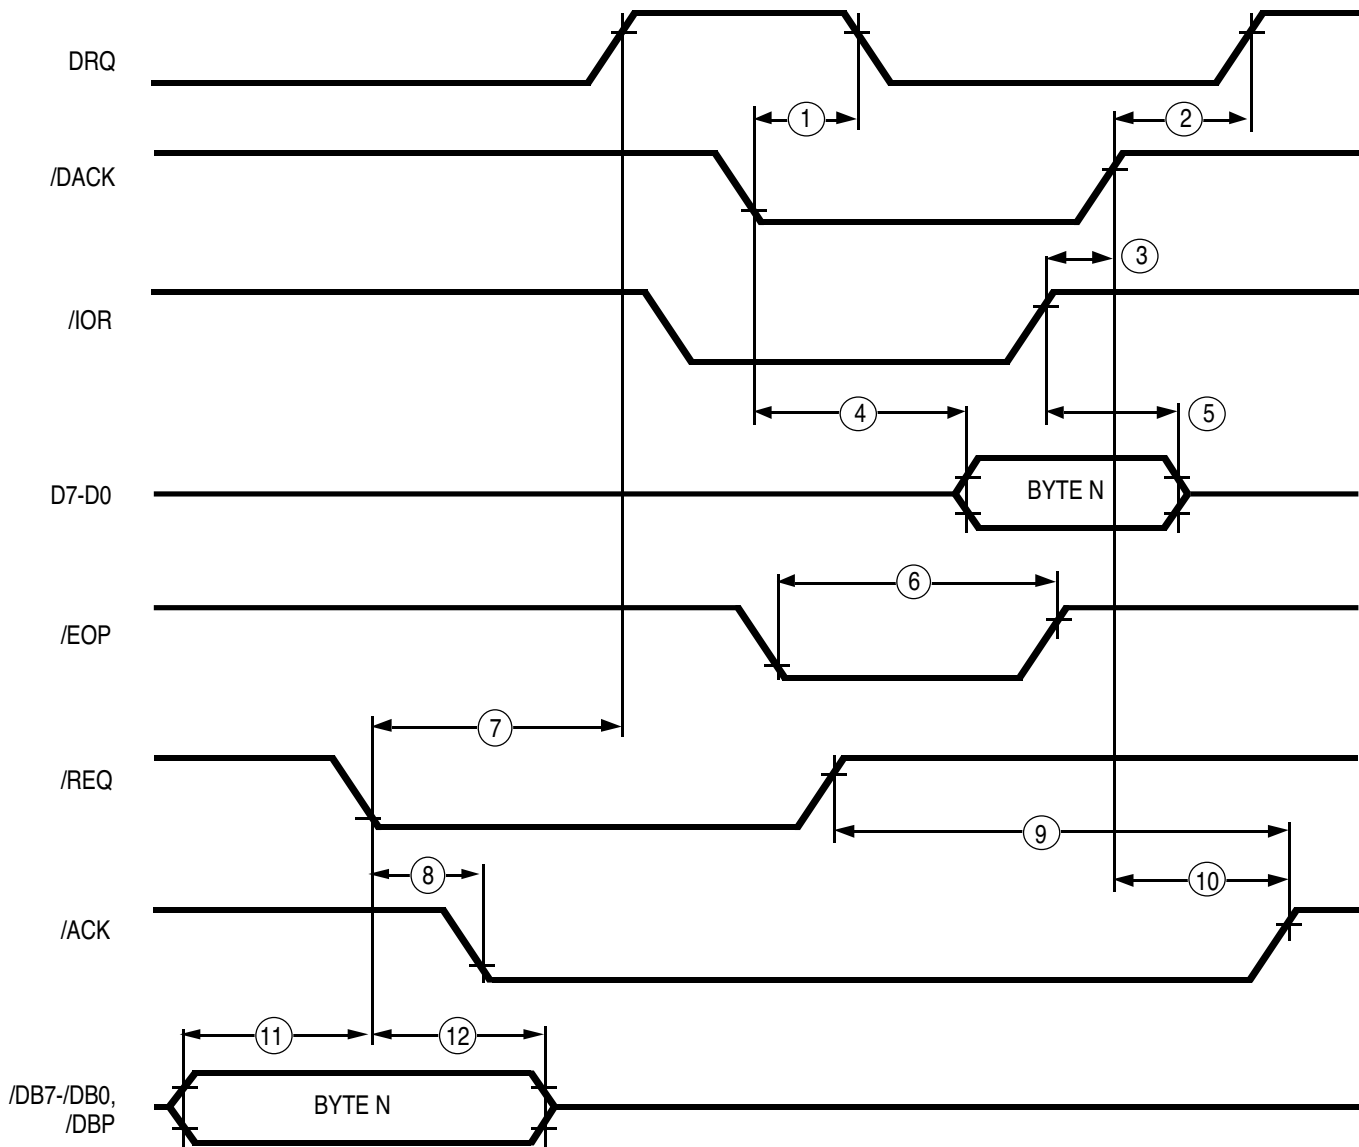 DRQ
1
2
/DACK
3
/IOR
4
5
D7-D0
BYTE N
6
/EOP
7
/REQ
9
8
10
/ACK
11
12
/DB7-/DB0,
/DBP
BYTE N